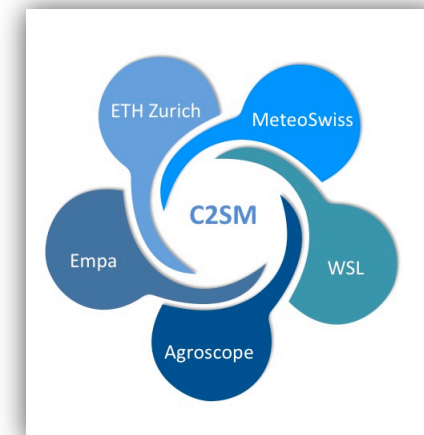 ETH Zurich
MeteoSwiss
C2SM
Empa
WSL
Agroscope